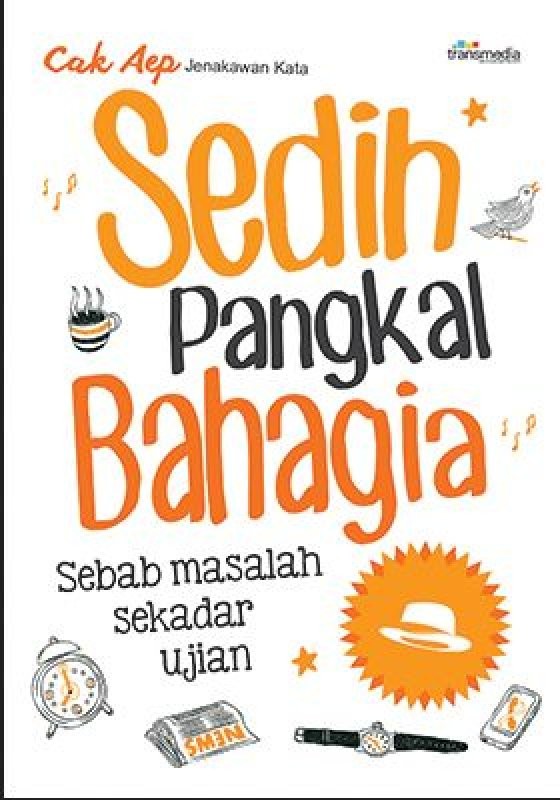 Cak Aep Jenakawan Kata
transmedia
Sedih
Pangkal
Bahagia
Sebab masalah
sekadar
ujian
NEWS